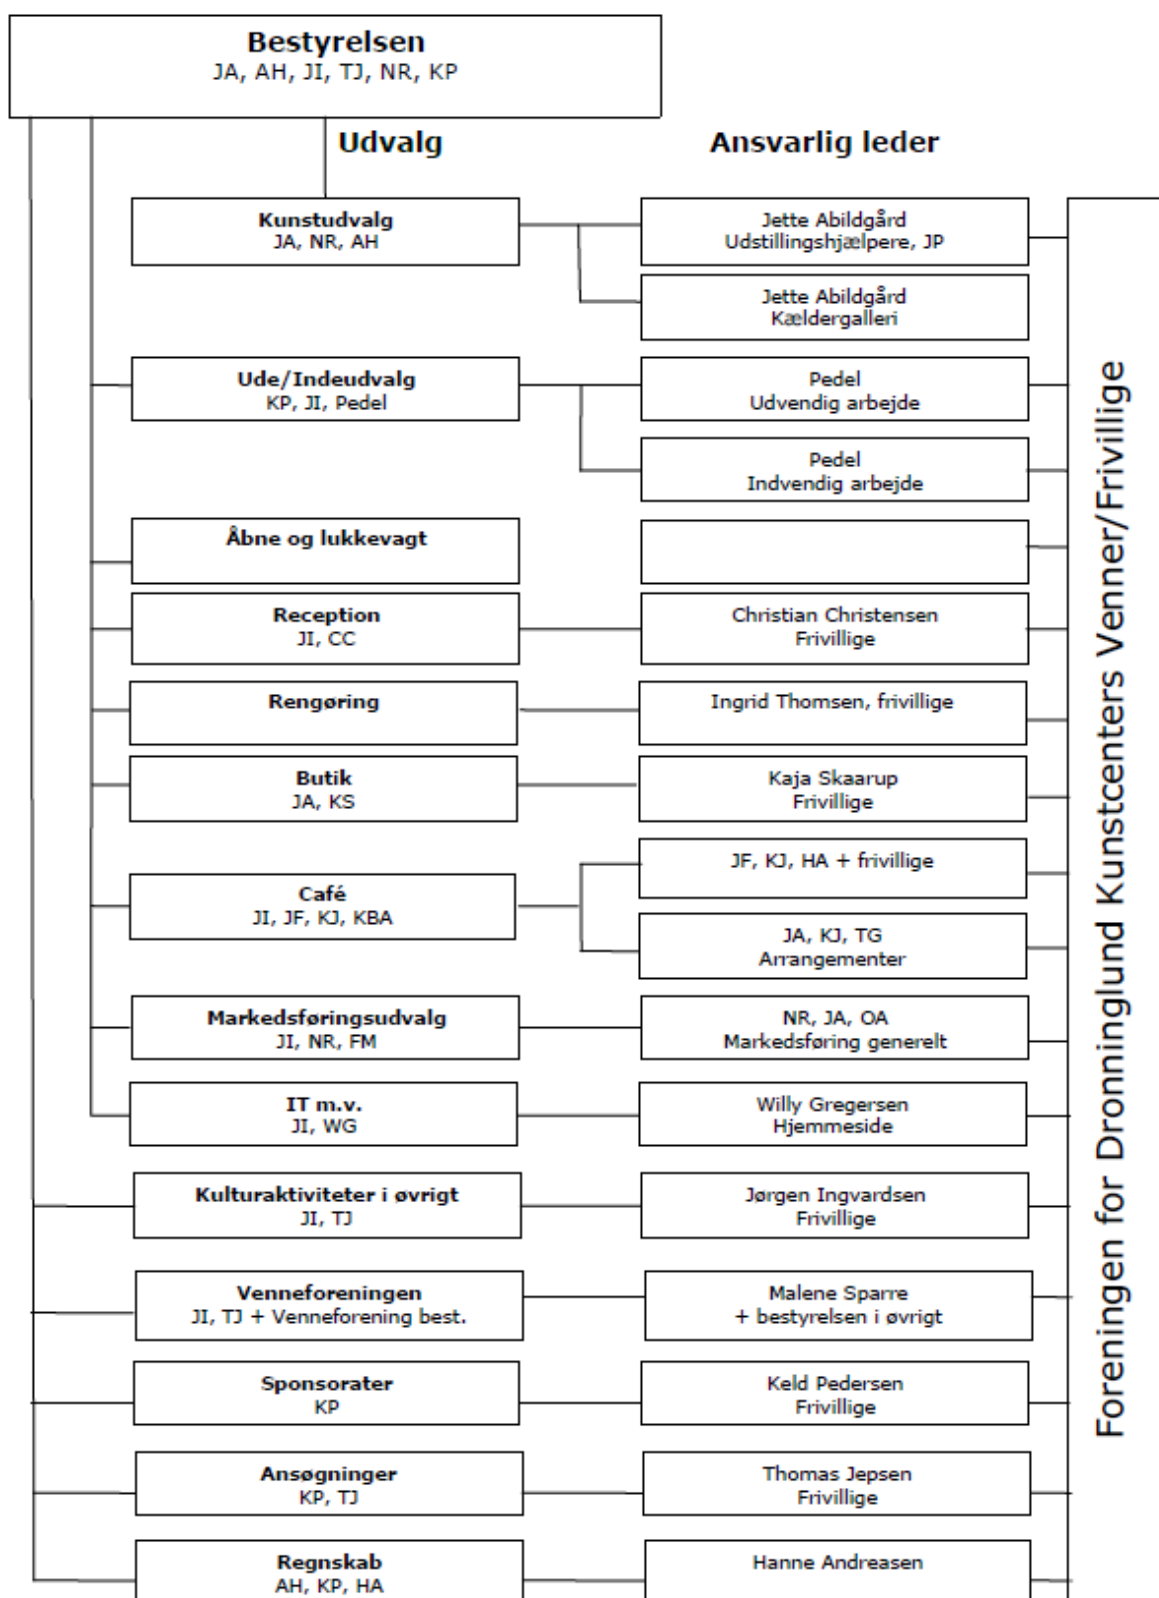 Bestyrelsen
JA, AH, JI, TJ, NR, KP
Udvalg
Ansvarlig leder
Kunstudvalg
JA, NR, AH
Jette Abildgård
Udstillingshjælpere, JP
Jette Abildgård
Kældergalleri
Ude/Indeudvalg
KP, JI, Pedel
Pedel
Udvendig arbejde
Pedel
Indvendig arbejde
Åbne og lukkevagt
Reception
JI, CC
Christian Christensen
Frivillige
Rengøring
Ingrid Thomsen, frivillige
Butik
JA, KS
Kaja Skaarup
Frivillige
Café
JI, JF, KJ, KBA
JF, KJ, HA + frivillige
JA, KJ, TG
Arrangementer
Markedsføringsudvalg
JI, NR, FM
NR, JA, OA
Markedsføring generelt
IT m.v.
JI, WG
Willy Gregersen
Hjemmeside
Kulturaktiviteter i øvrigt
JI, TJ
Jørgen Ingvardsen
Frivillige
Venneforeningen
JI, TJ + Venneforening best.
Malene Sparre
+ bestyrelsen i øvrigt
Sponsorater
KP
Keld Pedersen
Frivillige
Ansøgninger
KP, TJ
Thomas Jepsen
Frivillige
Regnskab
AH, KP, HA
Hanne Andreasen
Foreningen for Dronninglund Kunstcenters Venner/Frivillige